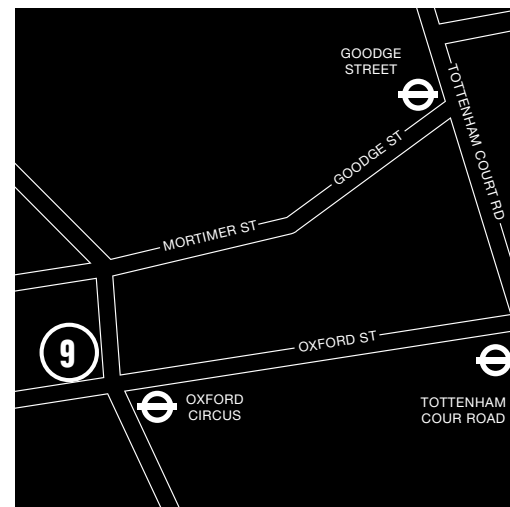 GOODGE
STREET
TOTTENHAM COURT RD
GOODGE ST
MORTIMER ST
OXFORD ST
9
OXFORD
CIRCUS
TOTTENHAM
COUR ROAD